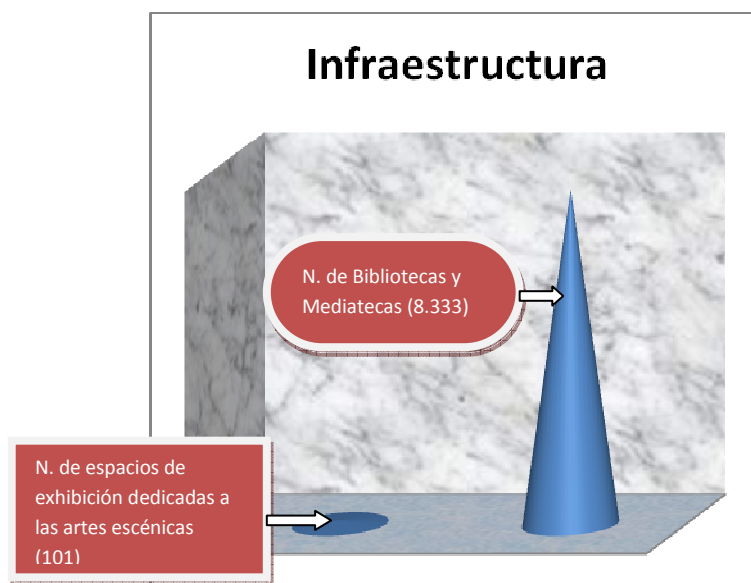 Infraestructura
N. de Bibliotecas y
Mediatecas (8.333)
N. de espacios de
exhibición dedicadas a
las artes escénicas
(101)